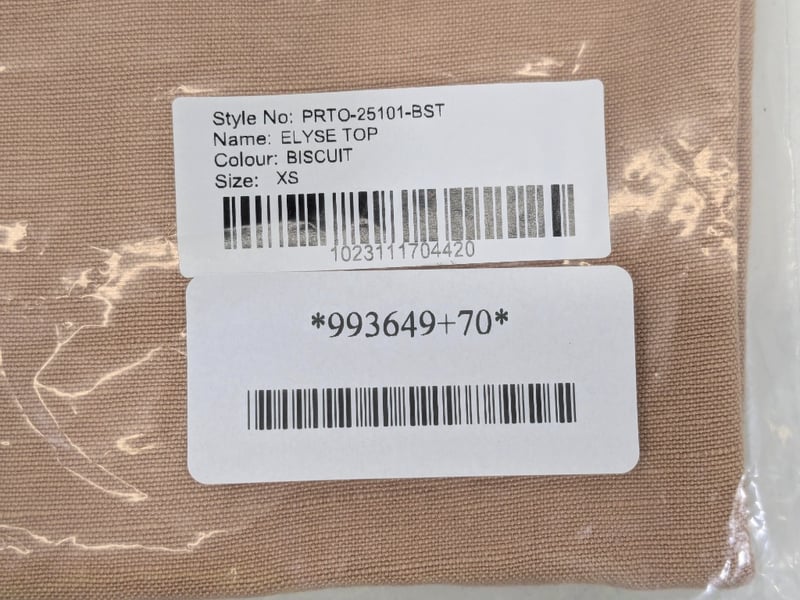 Style No: PRTO-25101-BST
Name: ELYSE TOP
Colour: BISCUIT
Size: XS
1023111704420
*993649+70*